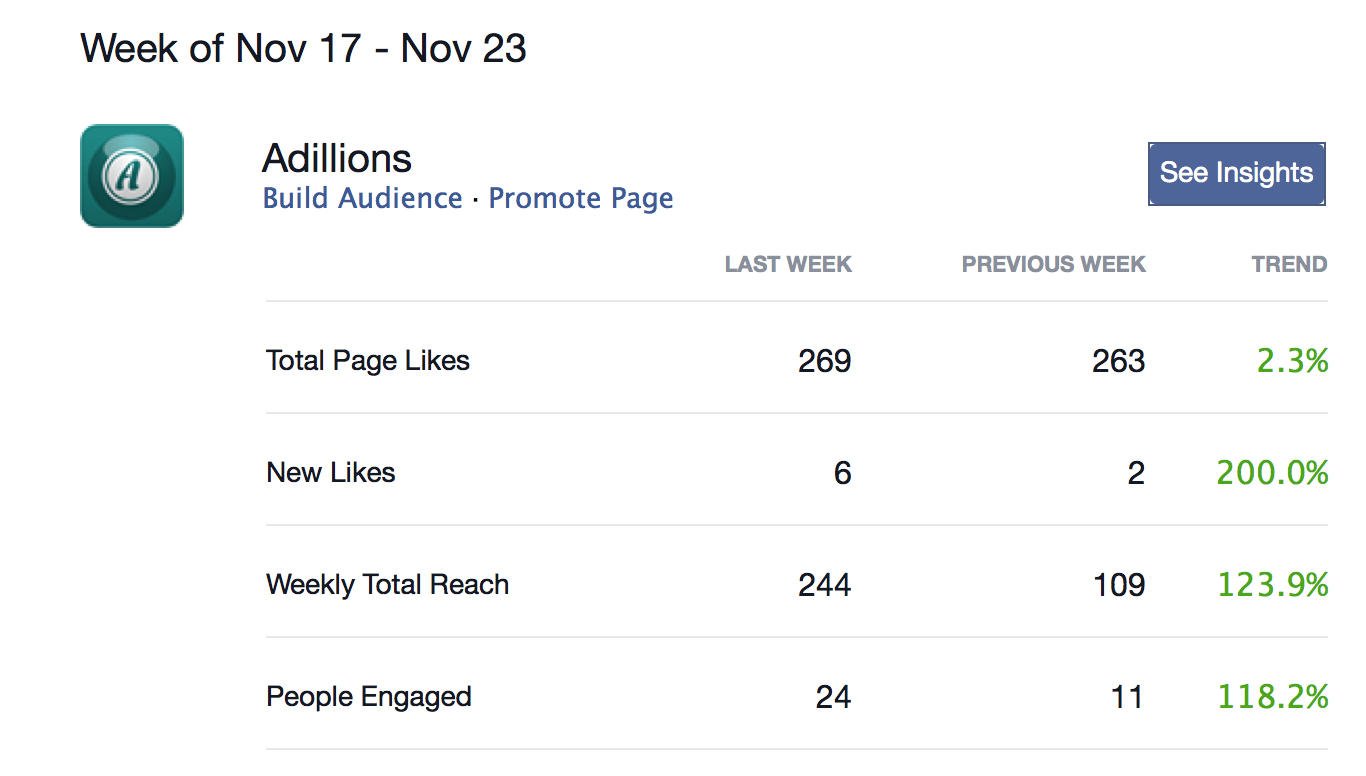 Week of Nov 17 - Nov 23
A
Adillions
See Insights
Build Audience · Promote Page
LAST WEEK PREVIOUS WEEK TREND
Total Page Likes 269 263 2.3%
New Likes 6 2 200.0%
Weekly Total Reach 244 109 123.9%
People Engaged 24 11 118.2%